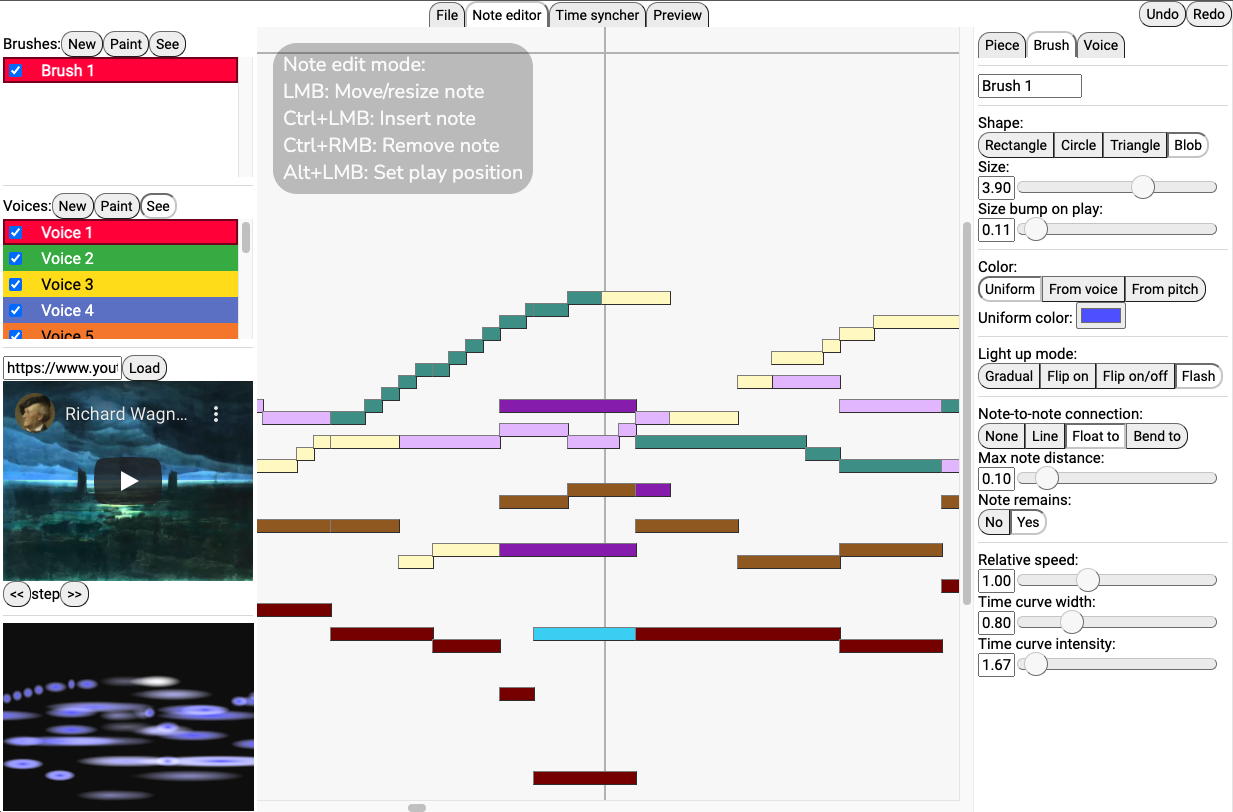 File Note editor Time syncher Preview Undo Redo
Brushes: New Paint See
Brush 1
Voices: New Paint See
Voice 1
Voice 2
Voice 3
Voice 4
Voice 5
https://www.you Load
Richard Wagn...
<< step >>
Note edit mode:
LMB: Move/resize note
Ctrl+LMB: Insert note
Ctrl+RMB: Remove note
Alt+LMB: Set play position
Piece Brush Voice
Brush 1
Shape:
Rectangle Circle Triangle Blob
Size:
3.90
Size bump on play:
0.11
Color:
Uniform From voice From pitch
Uniform color:
Light up mode:
Gradual Flip on Flip on/off Flash
Note-to-note connection:
None Line Float to Bend to
Max note distance:
0.10
Note remains:
No Yes
Relative speed:
1.00
Time curve width:
0.80
Time curve intensity:
1.67